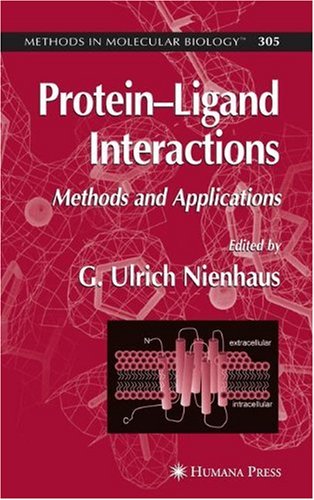 METHODS IN MOLECULAR BIOLOGY™ 305
Protein–Ligand
Interactions
Methods and Applications
Edited by
G. Ulrich Nienhaus
N
extracellular
intracellular
C
HUMANA PRESS